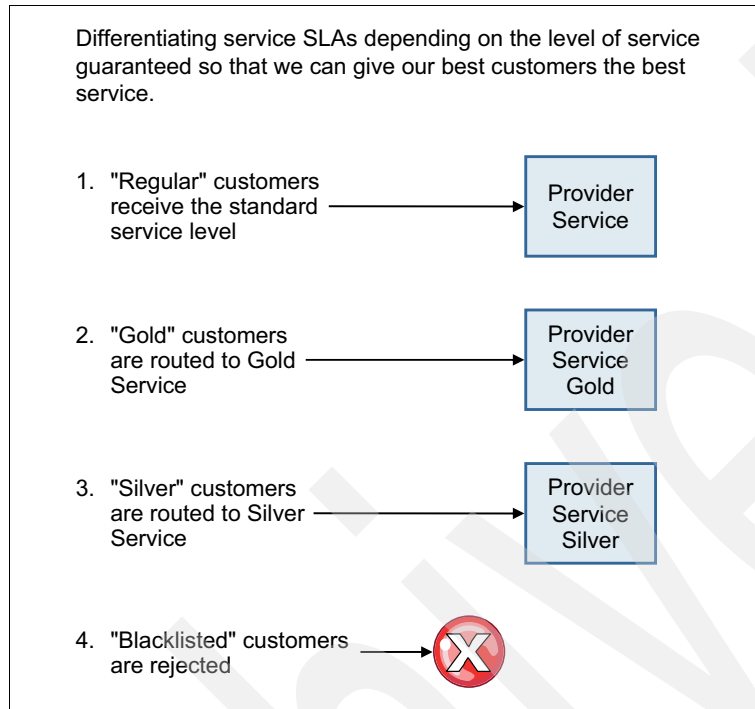 Differentiating service SLAs depending on the level of service
guaranteed so that we can give our best customers the best
service.
1. "Regular" customers
receive the standard
service level
Provider
Service
2. "Gold" customers
are routed to Gold
Service
Provider
Service
Gold
3. "Silver" customers
are routed to Silver
Service
Provider
Service
Silver
4. "Blacklisted" customers
are rejected
X